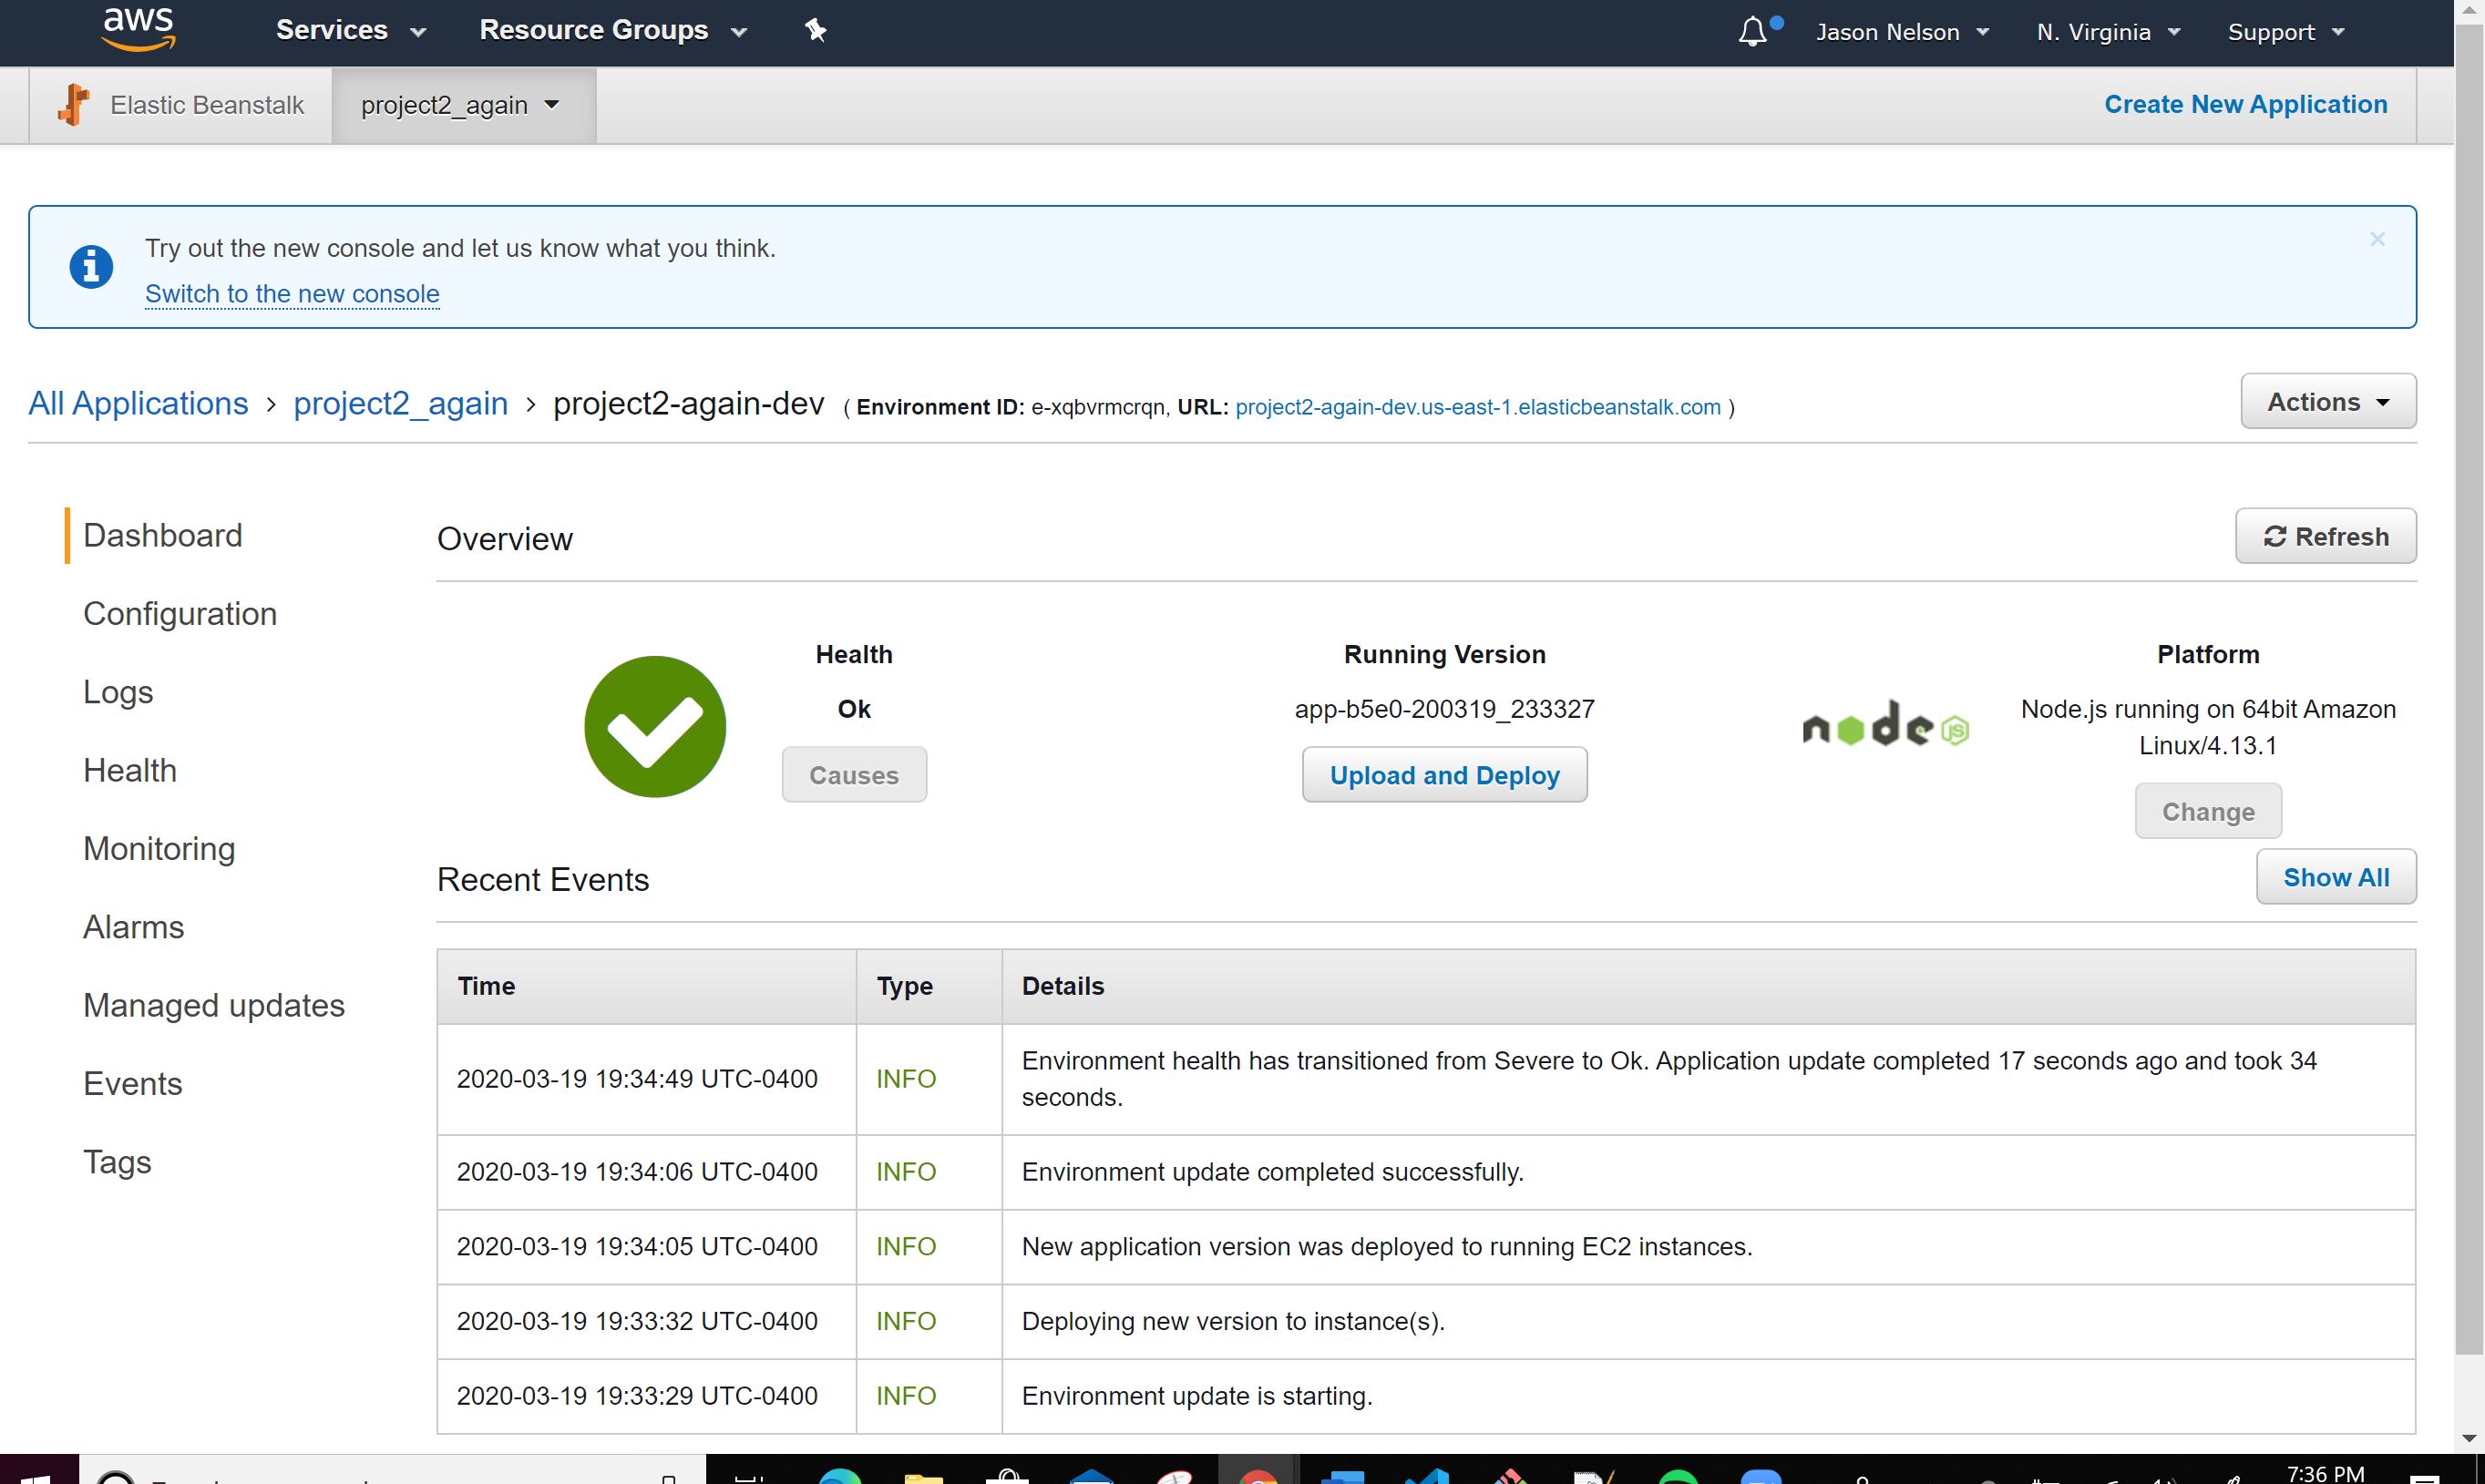 aws Services Resource Groups Jason Nelson N. Virginia Support
Elastic Beanstalk project2_again Create New Application
Try out the new console and let us know what you think.
Switch to the new console
All Applications > project2_again > project2-again-dev ( Environment ID: e-xqbvrmcrqn, URL: project2-again-dev.us-east-1.elasticbeanstalk.com ) Actions
Dashboard
Configuration
Logs
Health
Monitoring
Alarms
Managed updates
Events
Tags
Overview Refresh
Health
Ok
Causes
Running Version
app-b5e0-200319_233327
Upload and Deploy
node JS
Platform
Node.js running on 64bit Amazon
Linux/4.13.1
Change
Recent Events Show All
Time Type Details
2020-03-19 19:34:49 UTC-0400 INFO Environment health has transitioned from Severe to Ok. Application update completed 17 seconds ago and took 34
seconds.
2020-03-19 19:34:06 UTC-0400 INFO Environment update completed successfully.
2020-03-19 19:34:05 UTC-0400 INFO New application version was deployed to running EC2 instances.
2020-03-19 19:33:32 UTC-0400 INFO Deploying new version to instance(s).
2020-03-19 19:33:29 UTC-0400 INFO Environment update is starting.
7:36 PM